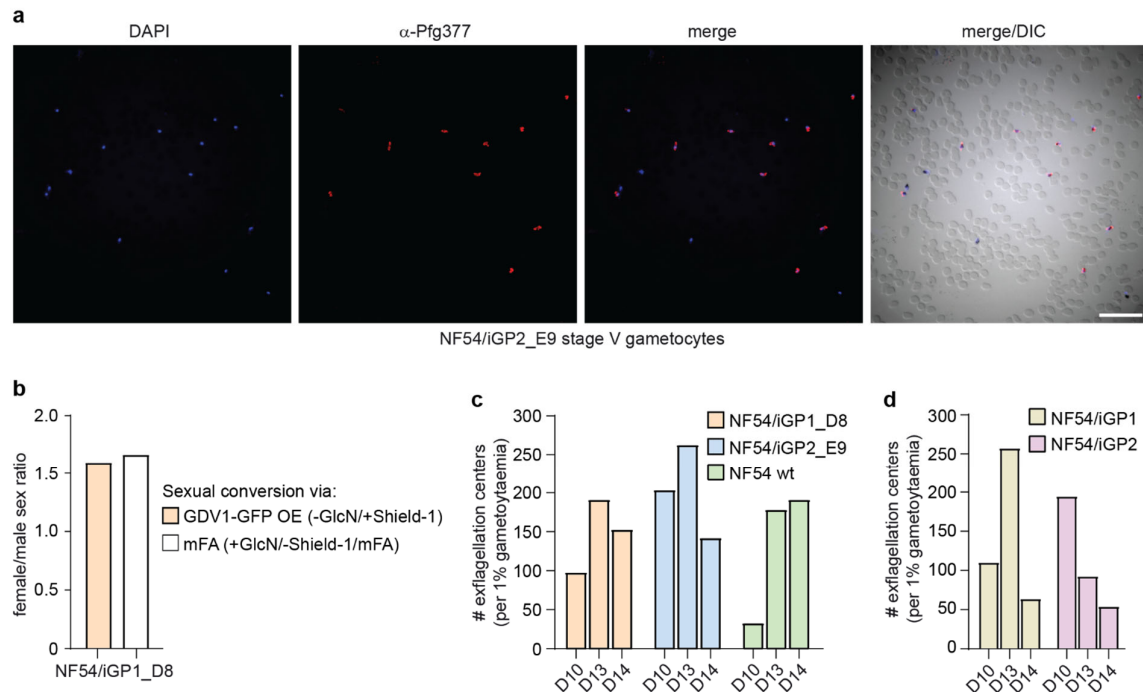 a
DAPI
α-Pfg377
merge
merge/DIC
NF54/iGP2_E9 stage V gametocytes
b
female/male sex ratio
2.0
1.5
1.0
0.5
0
NF54/iGP1_D8
Sexual conversion via:
GDV1-GFP OE (-GlcN/+Shield-1)
mFA (+GlcN/-Shield-1/mFA)
c
# exflagellation centers
(per 1% gametoytaemia)
300
250
200
150
100
50
0
D10
D13
D14
D10
D13
D14
D10
D13
D14
NF54/iGP1_D8
NF54/iGP2_E9
NF54 wt
d
# exflagellation centers
(per 1% gametoytaemia)
300
250
200
150
100
50
0
D10
D13
D14
D10
D13
D14
NF54/iGP1
NF54/iGP2